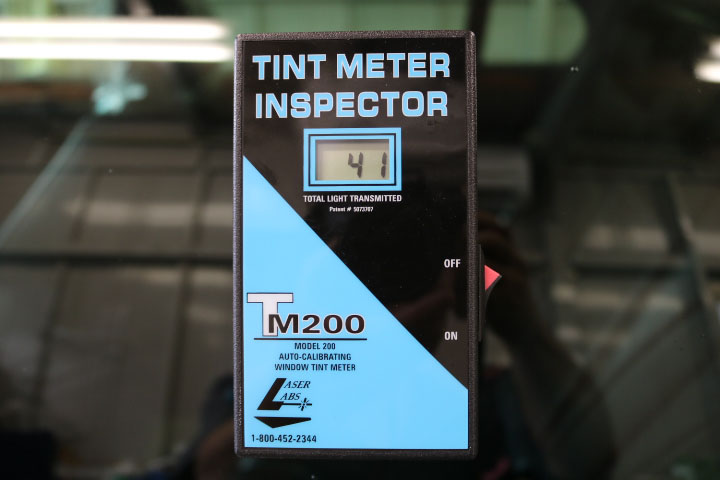 TINT METER
INSPECTOR
41
TOTAL LIGHT TRANSMITTED
Patent # 5073707
OFF
ON
TM200
MODEL 200
AUTO-CALIBRATING
WINDOW TINT METER
LASER
LABS
1-800-452-2344